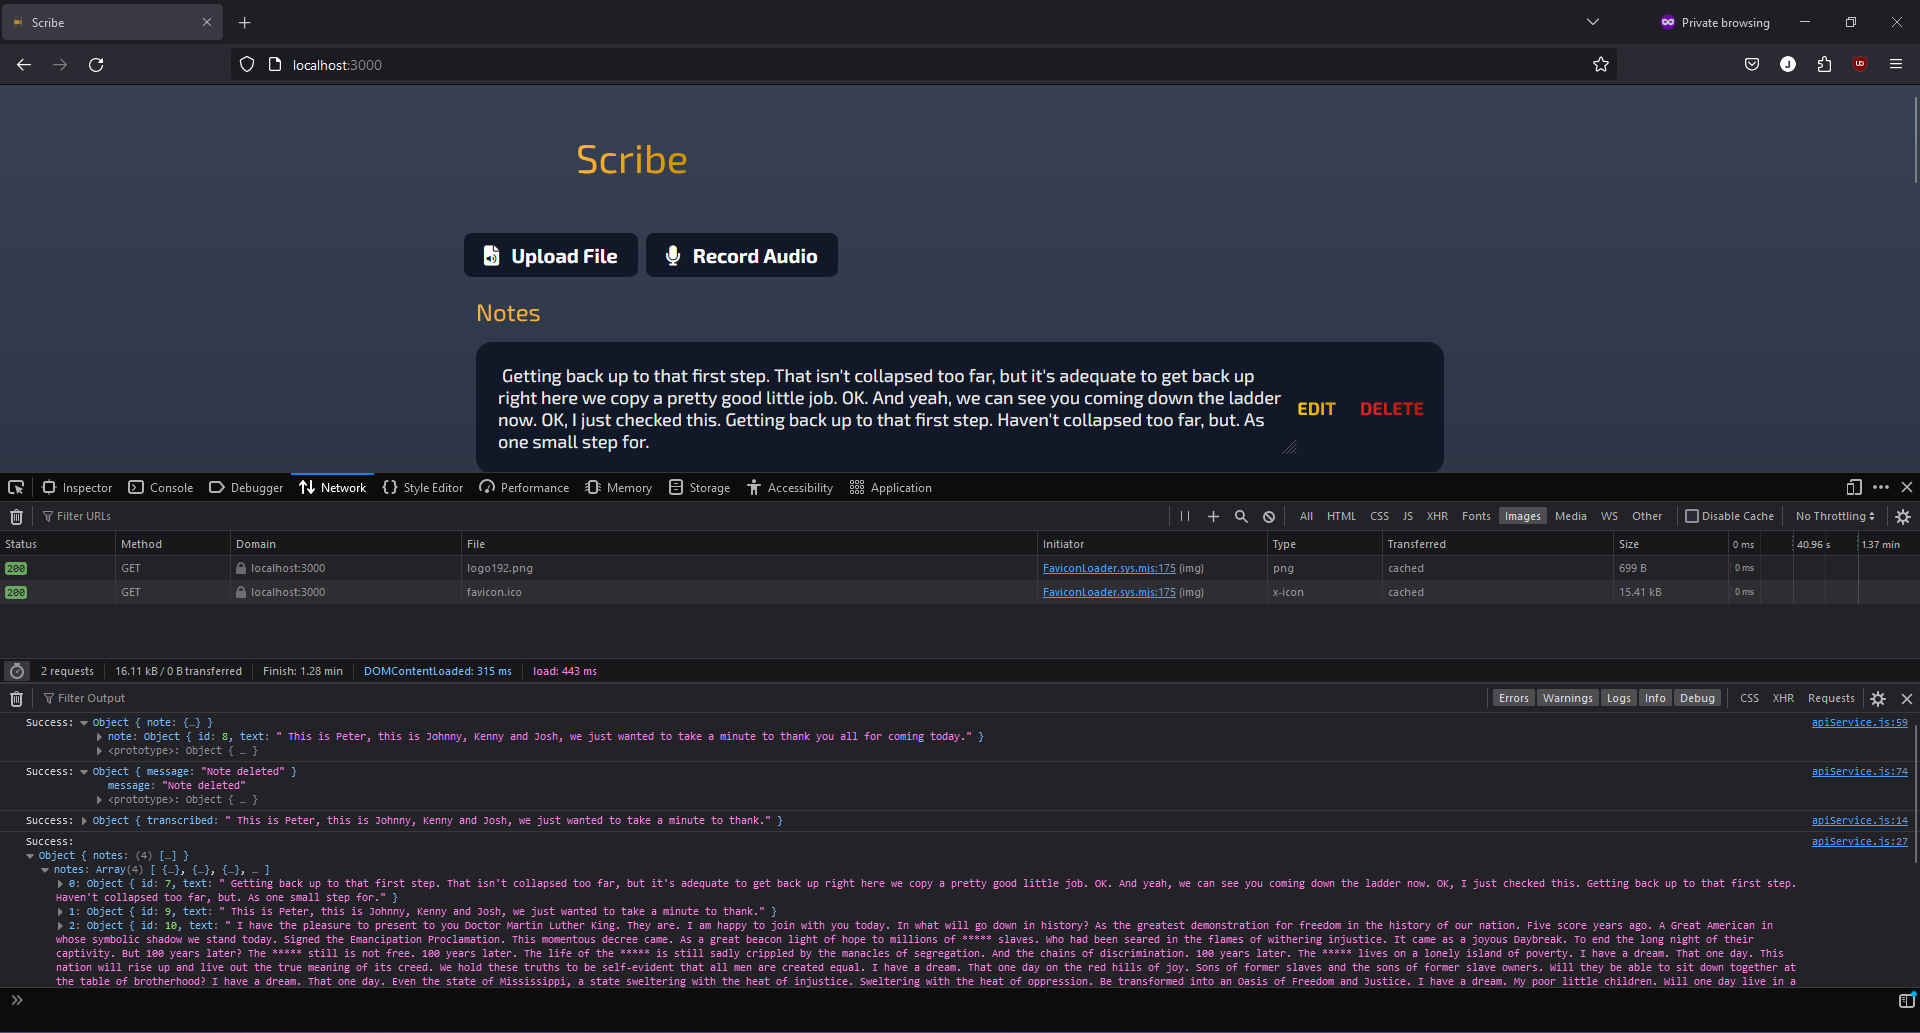 Scribe
Private browsing
localhost:3000
Scribe
Upload File
Record Audio
Notes
Getting back up to that first step. That isn't collapsed too far, but it's adequate to get back up
right here we copy a pretty good little job. OK. And yeah, we can see you coming down the ladder
now. OK, I just checked this. Getting back up to that first step. Haven't collapsed too far, but. As
one small step for.
EDIT DELETE
Inspector Console Debugger Network Style Editor Performance Memory Storage Accessibility Application
Filter URLs
All HTML CSS JS XHR Fonts Images Media WS Other Disable Cache No Throttling
Status Method Domain File Initiator Type Transferred Size 0 ms 40.96 s 1.37 min
200 GET localhost:3000 logo192.png FaviconLoader.sys.mjs:175 (img) png cached 699 B 0 ms
200 GET localhost:3000 favicon.ico FaviconLoader.sys.mjs:175 (img) x-icon cached 15.41 kB 0 ms
2 requests 16.11 kB / 0 B transferred Finish: 1.28 min DOMContentLoaded: 315 ms load: 443 ms
Filter Output
Errors Warnings Logs Info Debug CSS XHR Requests
Success: Object { note: {…} } apiService.js:59
note: Object { id: 8, text: " This is Peter, this is Johnny, Kenny and Josh, we just wanted to take a minute to thank you all for coming today." }
<prototype>: Object { … }
Success: Object { message: "Note deleted" } apiService.js:74
message: "Note deleted"
<prototype>: Object { … }
Success: Object { transcribed: " This is Peter, this is Johnny, Kenny and Josh, we just wanted to take a minute to thank." } apiService.js:14
Success: apiService.js:27
Object { notes: (4) […] }
notes: Array(4) [ {…}, {…}, {…}, … ]
0: Object { id: 7, text: " Getting back up to that first step. That isn't collapsed too far, but it's adequate to get back up right here we copy a pretty good little job. OK. And yeah, we can see you coming down the ladder now. OK, I just checked this. Getting back up to that first step.
Haven't collapsed too far, but. As one small step for." }
1: Object { id: 9, text: " This is Peter, this is Johnny, Kenny and Josh, we just wanted to take a minute to thank." }
2: Object { id: 10, text: " I have the pleasure to present to you Doctor Martin Luther King. They are. I am happy to join with you today. In what will go down in history? As the greatest demonstration for freedom in the history of our nation. Five score years ago. A Great American in
whose symbolic shadow we stand today. Signed the Emancipation Proclamation. This momentous decree came. As a great beacon light of hope to millions of ***** slaves. Who had been seared in the flames of withering injustice. It came as a joyous Daybreak. To end the long night of their
captivity. But 100 years later? The ***** still is not free. 100 years later. The life of the ***** is still sadly crippled by the manacles of segregation. And the chains of discrimination. 100 years later. The ***** lives on a lonely island of poverty. I have a dream. That one day. This
nation will rise up and live out the true meaning of its creed. We hold these truths to be self-evident that all men are created equal. I have a dream. That one day on the red hills of joy. Sons of former slaves and the sons of former slave owners. Will they be able to sit down together at
the table of brotherhood? I have a dream. That one day. Even the state of Mississippi, a state sweltering with the heat of injustice. Sweltering with the heat of oppression. Be transformed into an Oasis of Freedom and Justice. I have a dream. My poor little children. Will one day live in a